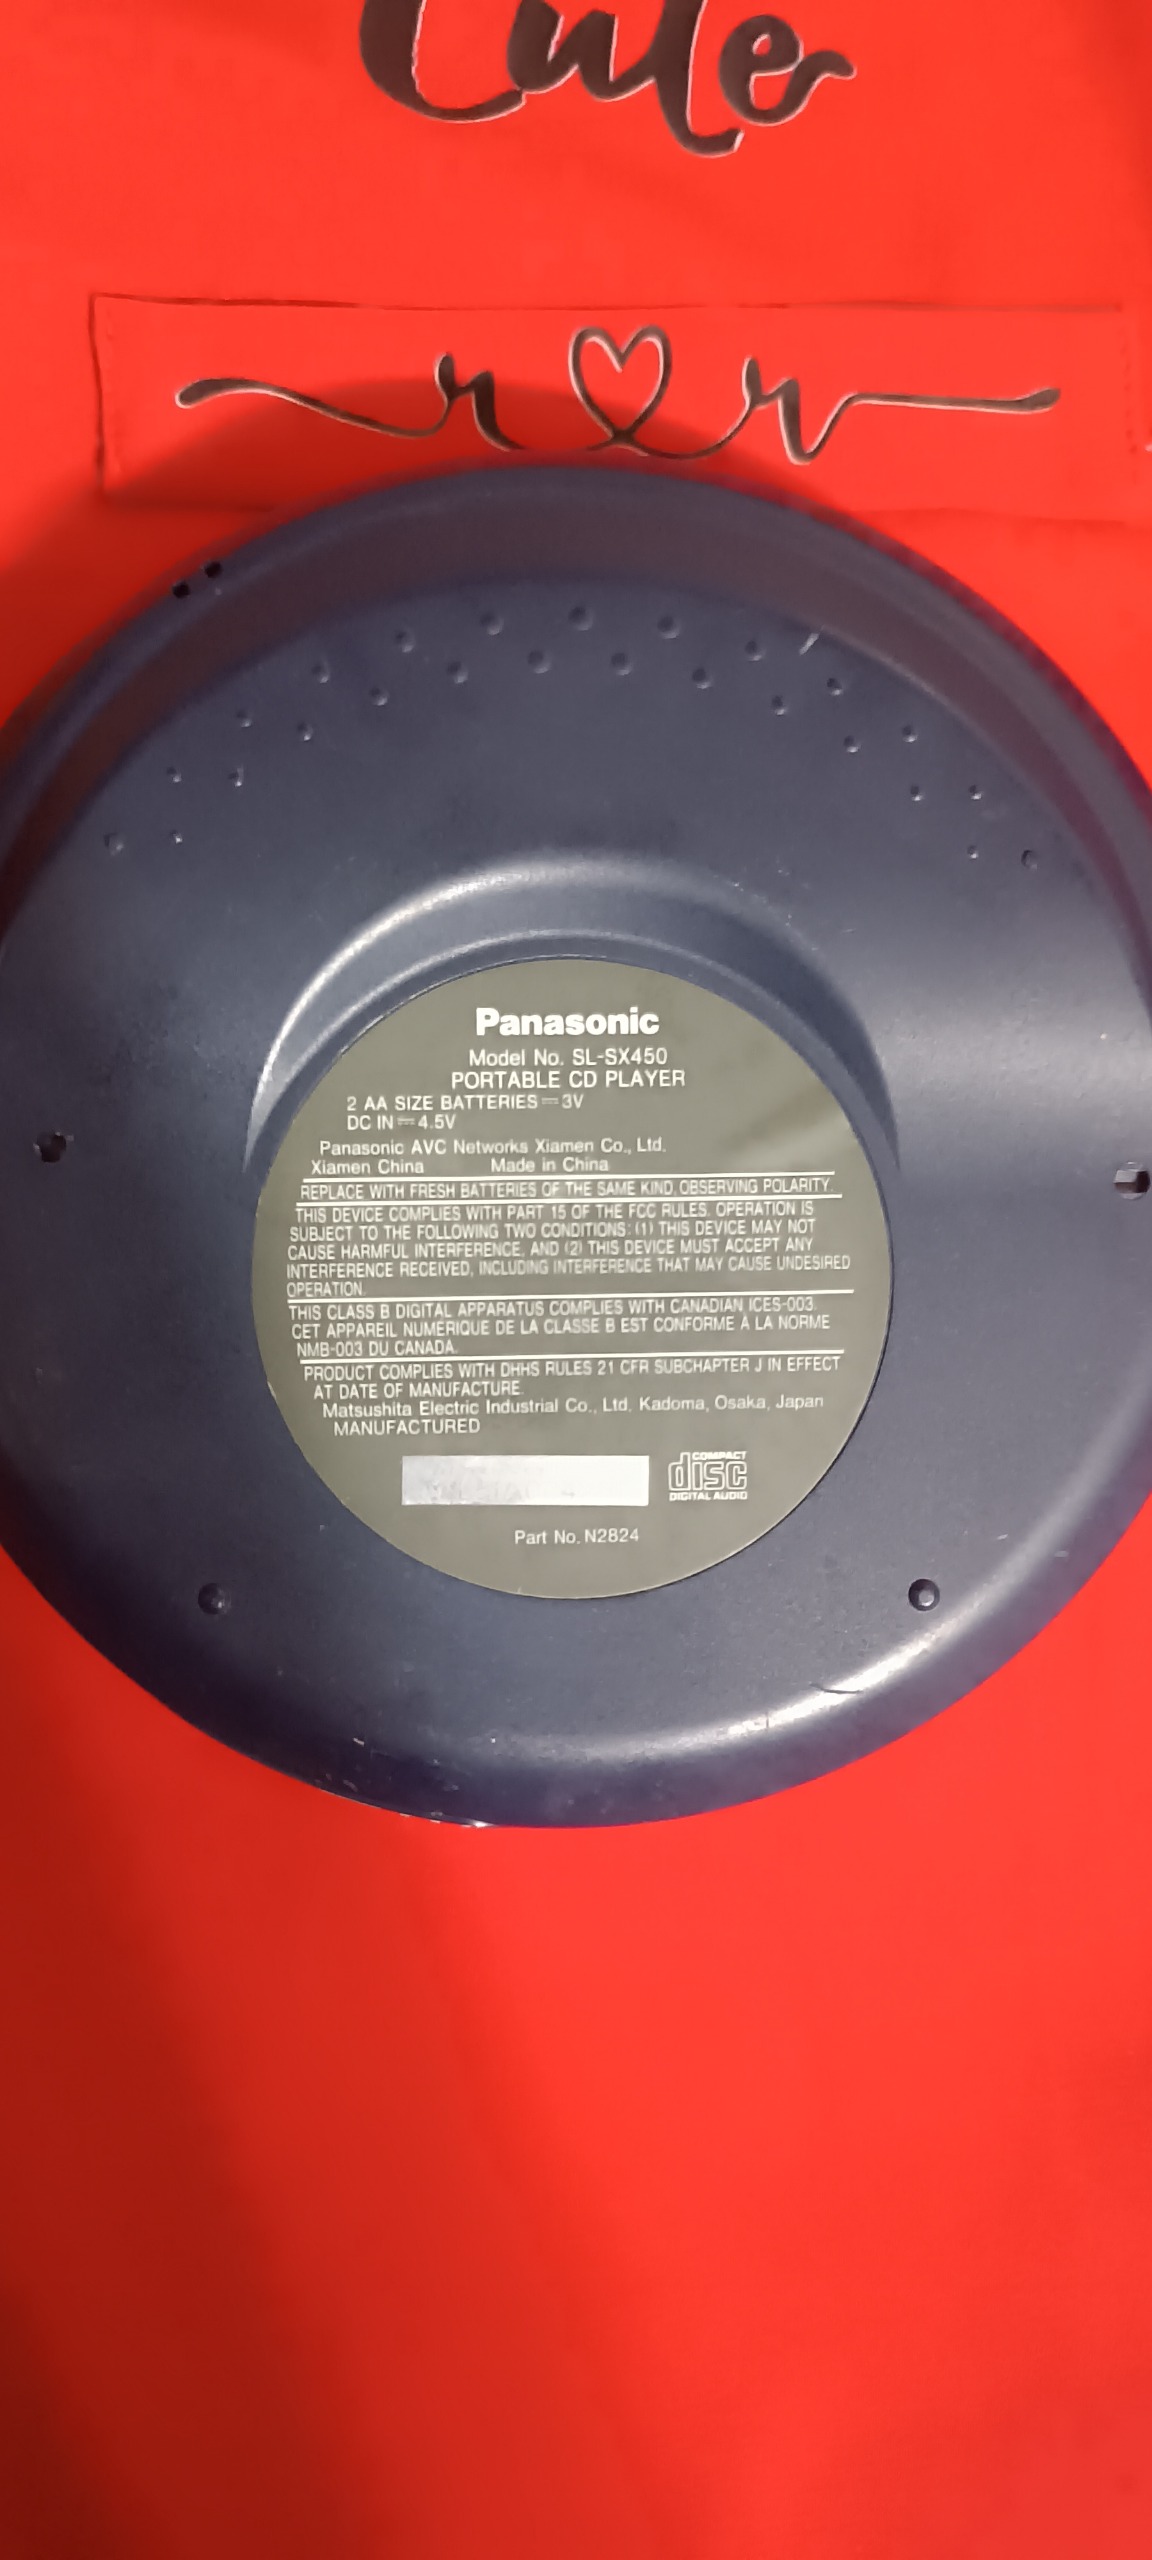 Cute
r r
Panasonic
Model No. SL-SX450
PORTABLE CD PLAYER
2 AA SIZE BATTERIES ⎓ 3V
DC IN ⎓ 4.5V
Panasonic AVC Networks Xiamen Co., Ltd.
Xiamen China Made in China
REPLACE WITH FRESH BATTERIES OF THE SAME KIND, OBSERVING POLARITY.
THIS DEVICE COMPLIES WITH PART 15 OF THE FCC RULES. OPERATION IS
SUBJECT TO THE FOLLOWING TWO CONDITIONS: (1) THIS DEVICE MAY NOT
CAUSE HARMFUL INTERFERENCE, AND (2) THIS DEVICE MUST ACCEPT ANY
INTERFERENCE RECEIVED, INCLUDING INTERFERENCE THAT MAY CAUSE UNDESIRED
OPERATION.
THIS CLASS B DIGITAL APPARATUS COMPLIES WITH CANADIAN ICES-003.
CET APPAREIL NUMERIQUE DE LA CLASSE B EST CONFORME A LA NORME
NMB-003 DU CANADA.
PRODUCT COMPLIES WITH DHHS RULES 21 CFR SUBCHAPTER J IN EFFECT
AT DATE OF MANUFACTURE.
Matsushita Electric Industrial Co., Ltd, Kadoma, Osaka, Japan
MANUFACTURED
COMPACT
disc
DIGITAL AUDIO
Part No. N2824